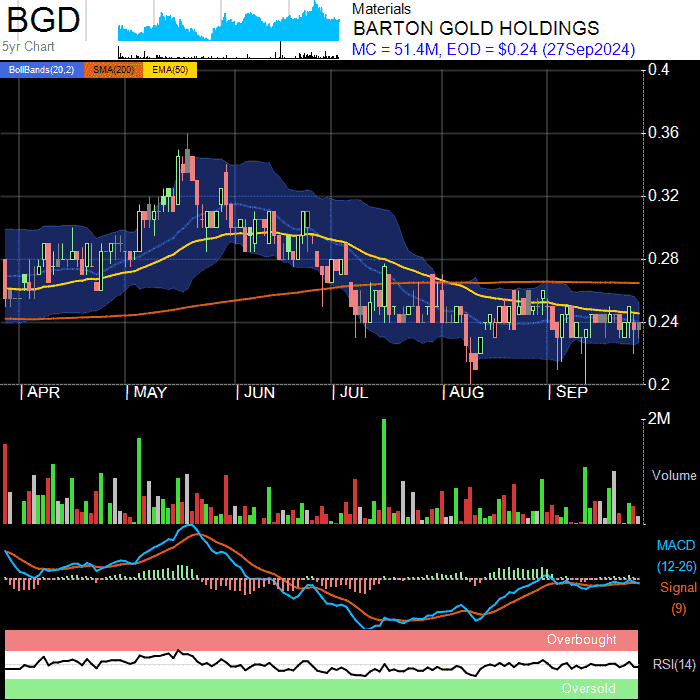 BGD
5yr Chart
Materials
BARTON GOLD HOLDINGS
MC = 51.4M, EOD = $0.24 (27Sep2024)
BollBands(20,2) SMA(200) EMA(50)
0.4
0.36
0.32
0.28
0.24
0.2
APR MAY JUN JUL AUG SEP
2M
Volume
MACD
(12-26)
Signal
(9)
Overbought
RSI(14)
Oversold